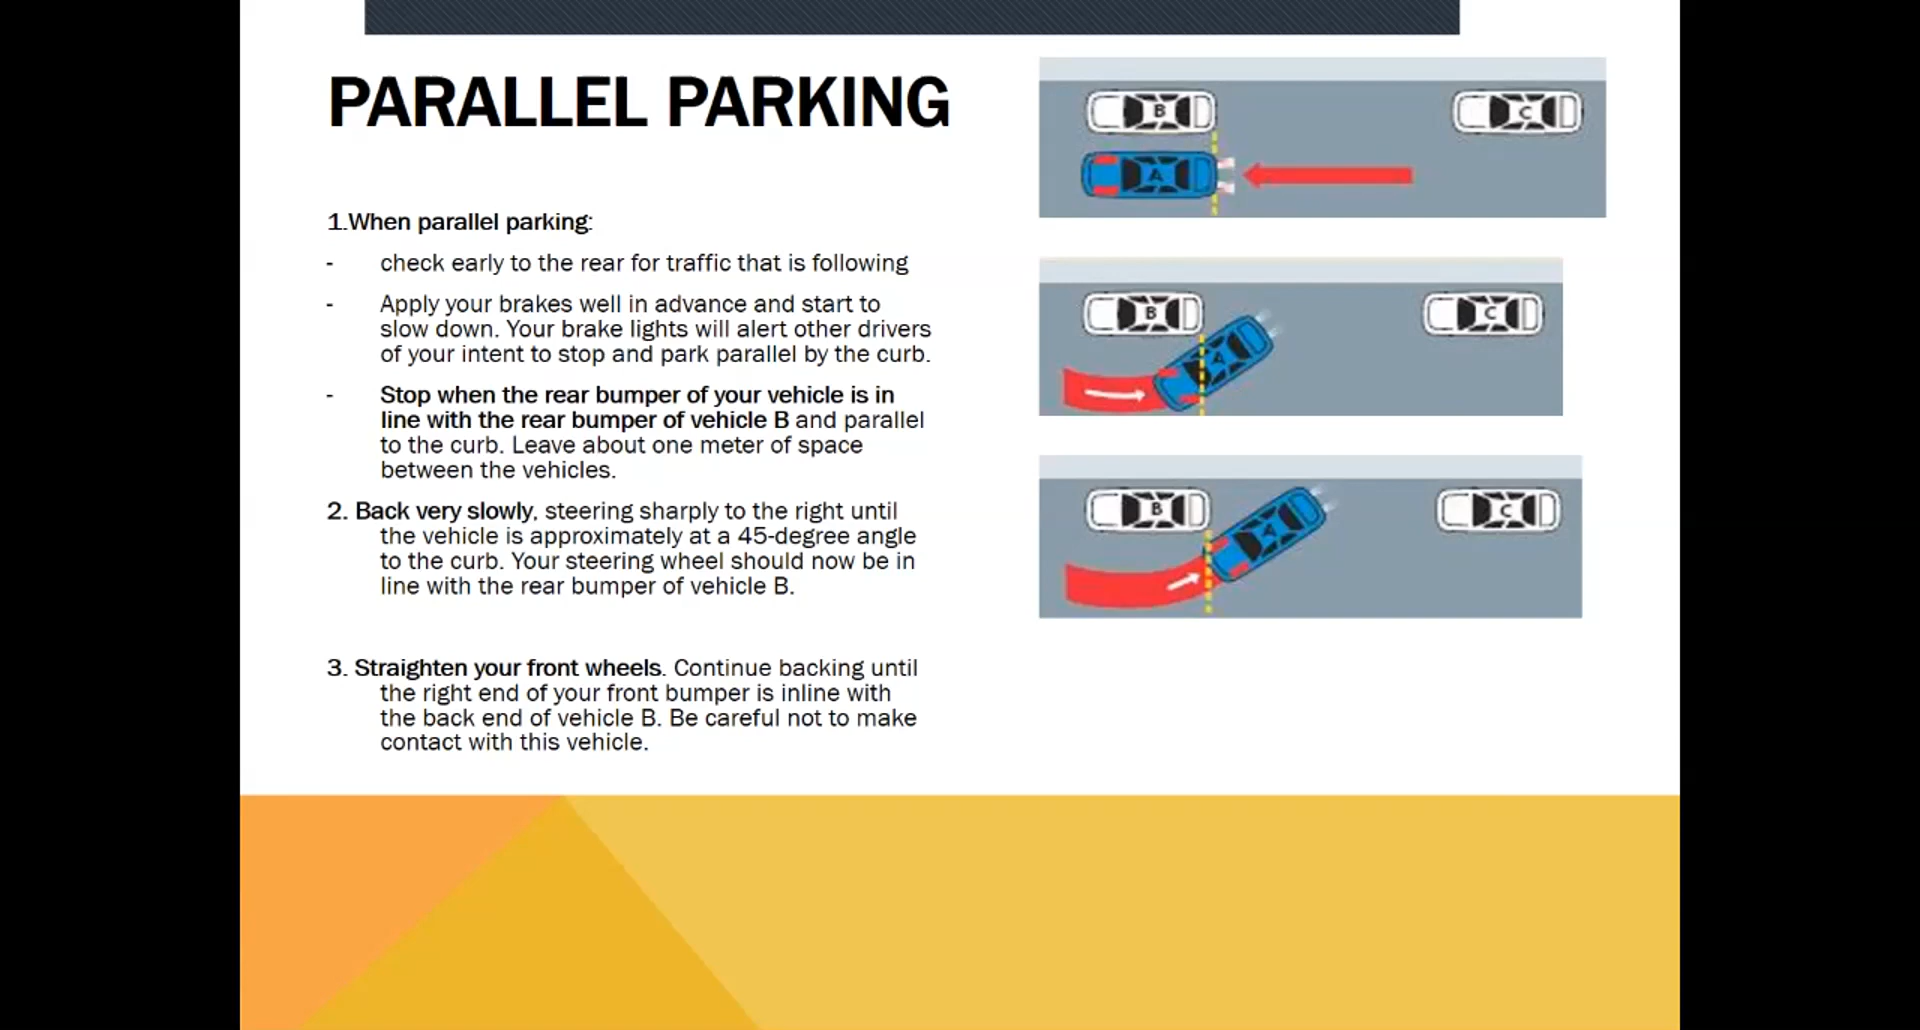 PARALLEL PARKING
1.When parallel parking:
- check early to the rear for traffic that is following
- Apply your brakes well in advance and start to
slow down. Your brake lights will alert other drivers
of your intent to stop and park parallel by the curb.
- Stop when the rear bumper of your vehicle is in
line with the rear bumper of vehicle B and parallel
to the curb. Leave about one meter of space
between the vehicles.
2. Back very slowly, steering sharply to the right until
the vehicle is approximately at a 45-degree angle
to the curb. Your steering wheel should now be in
line with the rear bumper of vehicle B.
3. Straighten your front wheels. Continue backing until
the right end of your front bumper is inline with
the back end of vehicle B. Be careful not to make
contact with this vehicle.
B C
A
B C
A
B C
A